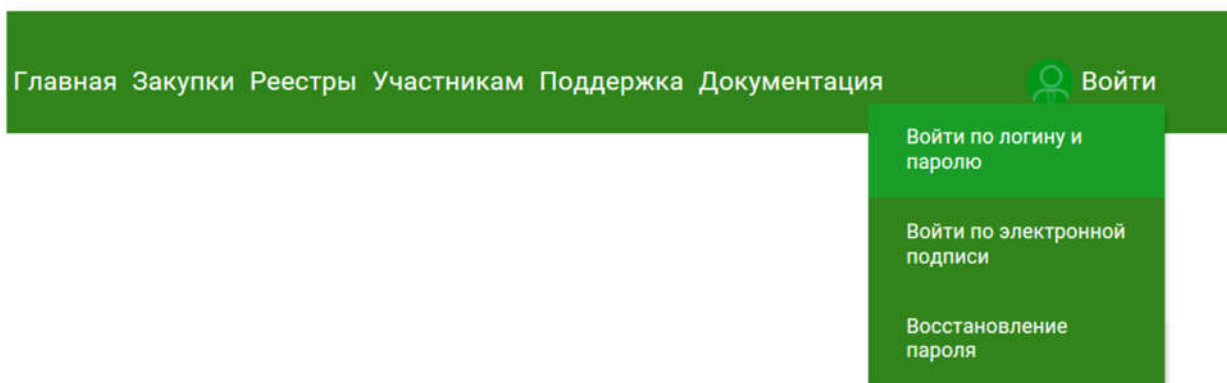 Главная Закупки Реестры Участникам Поддержка Документация Войти
Войти по логину и
паролю
Войти по электронной
подписи
Восстановление
пароля